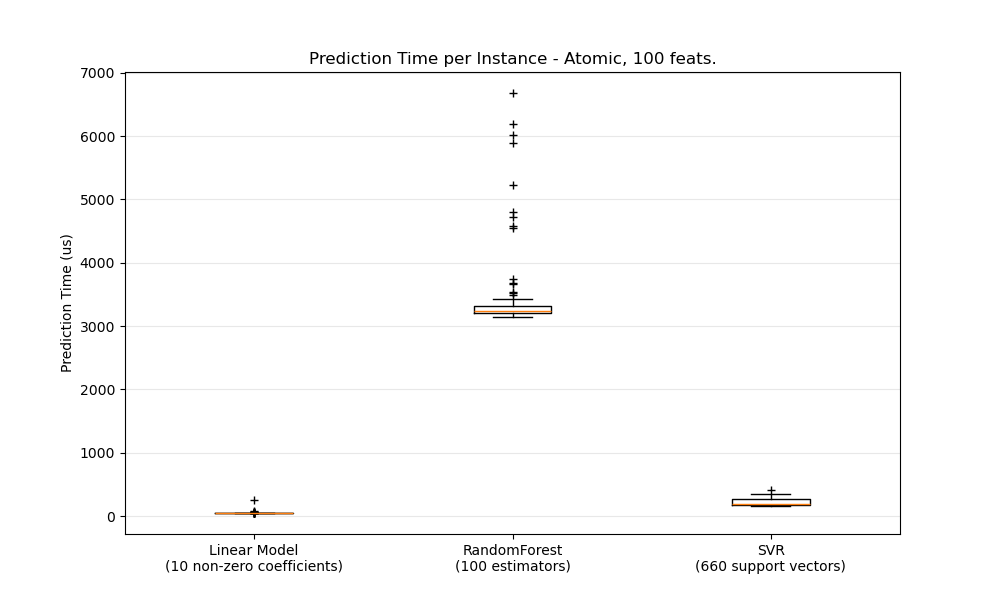 Prediction Time per Instance - Atomic, 100 feats.
7000
6000
5000
4000
3000
2000
1000
0
Prediction Time (us)
Linear Model
(10 non-zero coefficients)
RandomForest
(100 estimators)
SVR
(660 support vectors)